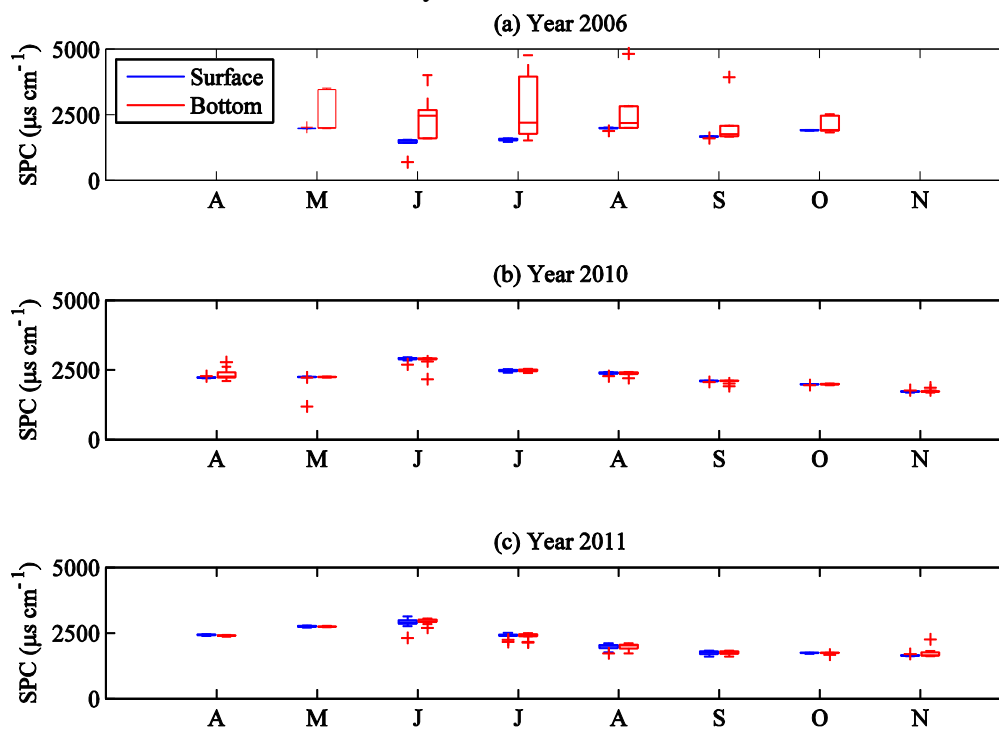 (a) Year 2006
5000
2500
0
SPC (µs cm⁻¹)
Surface
Bottom
A M J J A S O N
(b) Year 2010
5000
2500
0
SPC (µs cm⁻¹)
A M J J A S O N
(c) Year 2011
5000
2500
0
SPC (µs cm⁻¹)
A M J J A S O N